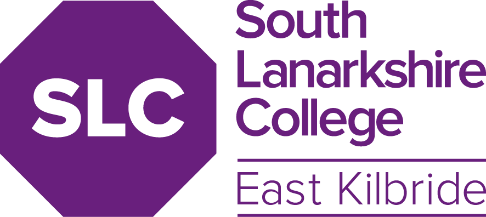 SLC
South
Lanarkshire
College
East Kilbride